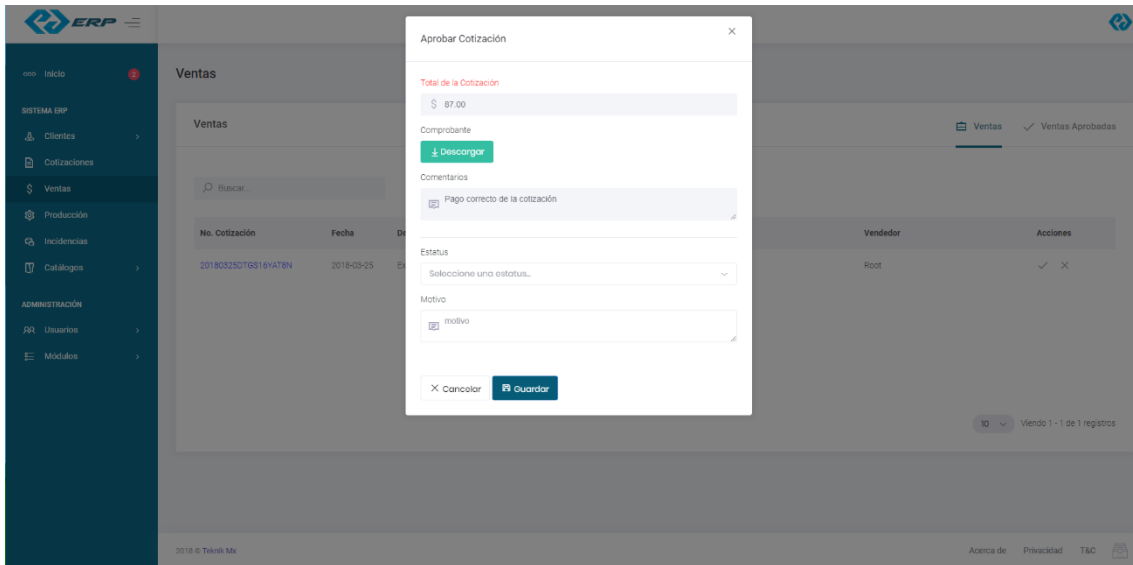 ERP
Aprobar Cotización
Inicio
2
Ventas
Total de la Cotización
$ 87.00
SISTEMA ERP
Ventas
Ventas
Ventas Aprobadas
Comprobante
Clientes
Descargar
Cotizaciones
Comentarios
Ventas
Buscar...
Pago correcto de la cotización
Producción
No. Cotización
Fecha
Vendedor
Acciones
Incidencias
Estatus
Catálogos
20180325DTGS16YAT8N
2018-03-25
Seleccione una estatus..
Root
Motivo
ADMINISTRACIÓN
motivo
Usuarios
Módulos
Cancelar
Guardar
10
Viendo 1 - 1 de 1 registros
2018 © Teknik Mx
Acerca de
Privacidad
T&C